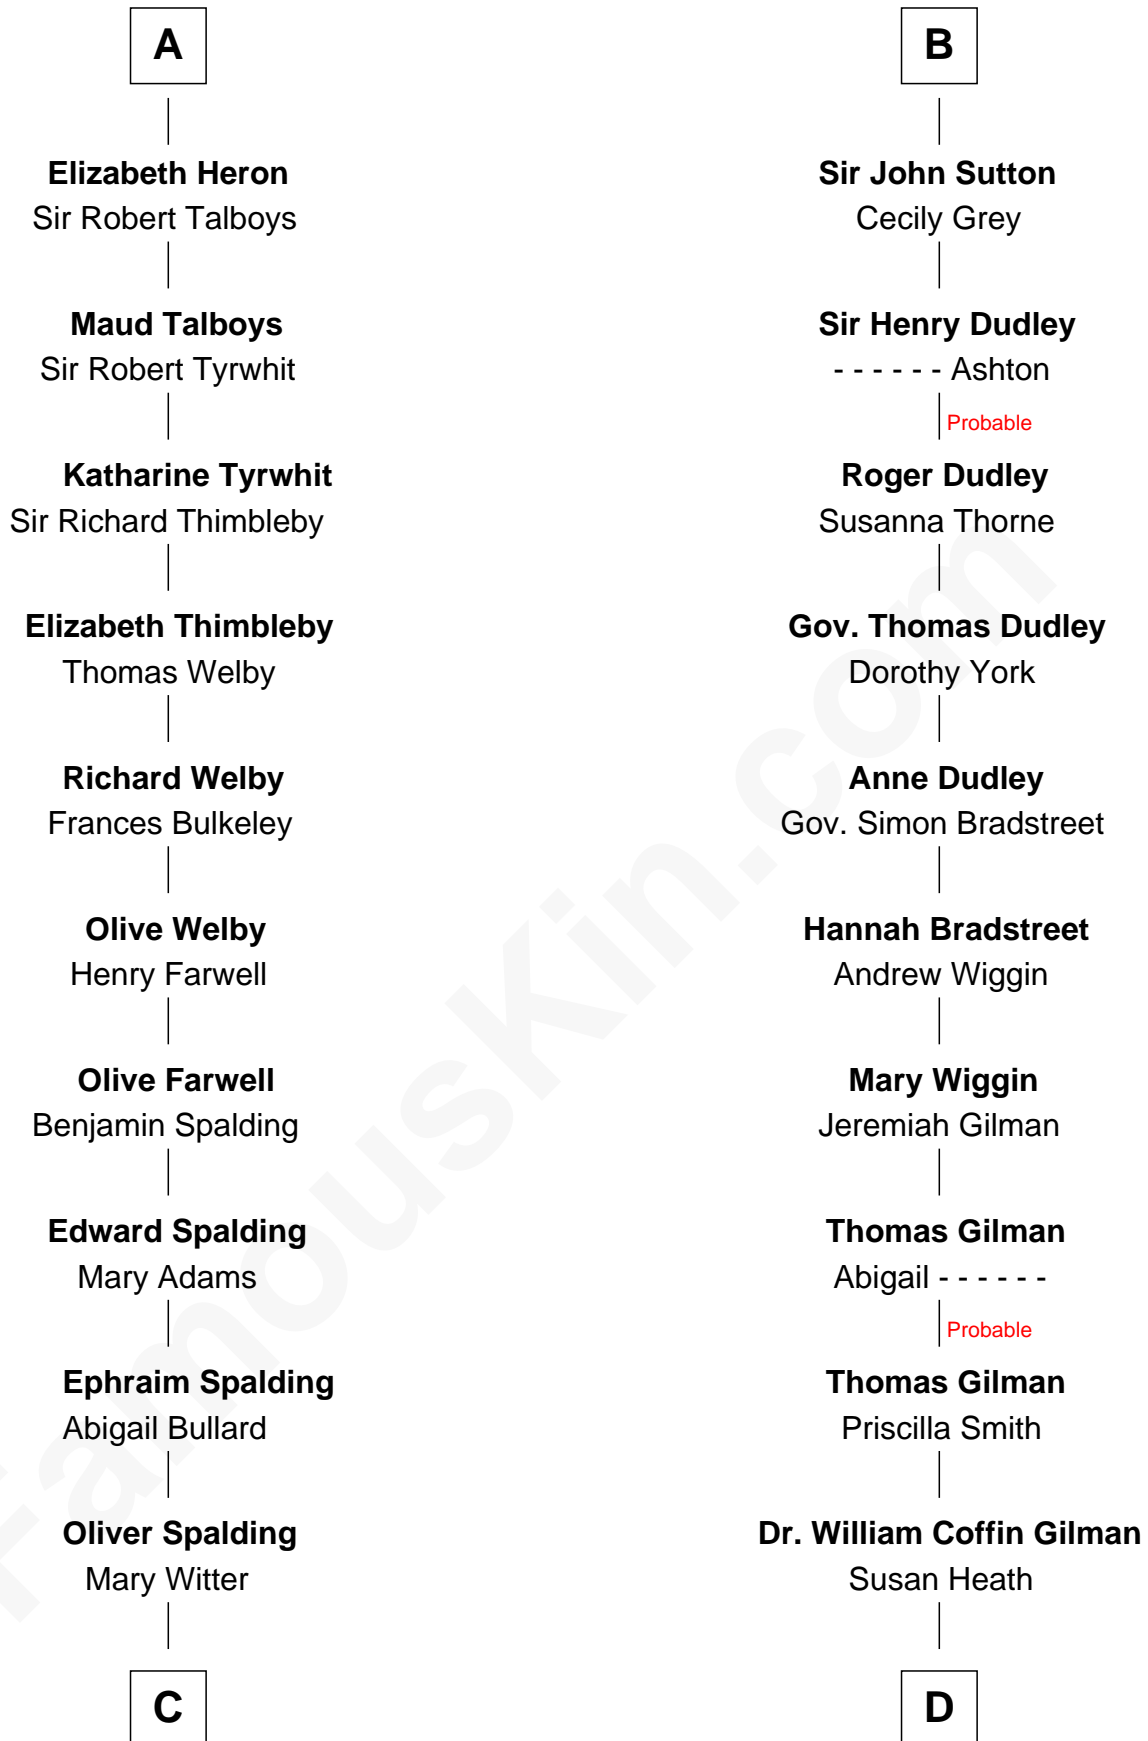 A
Elizabeth Heron
Sir Robert Talboys
Maud Talboys
Sir Robert Tyrwhit
Katharine Tyrwhit
Sir Richard Thimbleby
Elizabeth Thimbleby
Thomas Welby
Richard Welby
Frances Bulkeley
Olive Welby
Henry Farwell
Olive Farwell
Benjamin Spalding
Edward Spalding
Mary Adams
Ephraim Spalding
Abigail Bullard
Oliver Spalding
Mary Witter
C
B
Sir John Sutton
Cecily Grey
Sir Henry Dudley
- - - - - - Ashton
Probable
Roger Dudley
Susanna Thorne
Gov. Thomas Dudley
Dorothy York
Anne Dudley
Gov. Simon Bradstreet
Hannah Bradstreet
Andrew Wiggin
Mary Wiggin
Jeremiah Gilman
Thomas Gilman
Abigail - - - - - -
Probable
Thomas Gilman
Priscilla Smith
Dr. William Coffin Gilman
Susan Heath
D
FamousKin.com